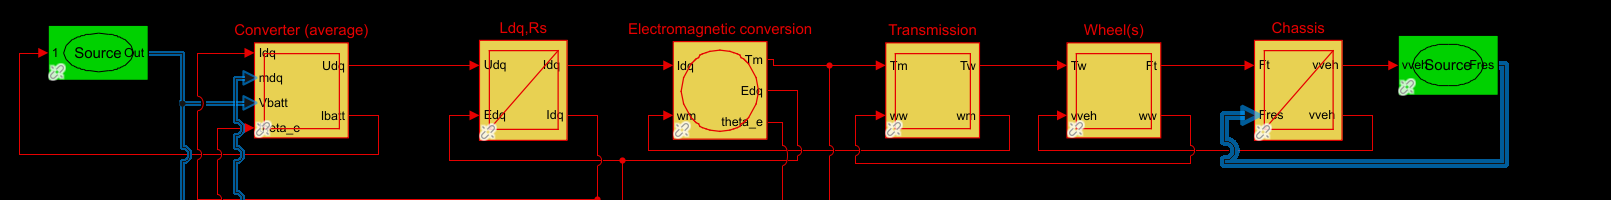 Converter (average)
Ldq,Rs
Electromagnetic conversion
Transmission
Wheel(s)
Chassis
1 Source Out
Idq
mdq
Vbatt
Udq
Ibatt
Udq
Edq
Idq
Idq
Idq
wm
Tm
Edq
theta_e
Tm
ww
Tw
wm
Tw
vveh
Ft
ww
Ft
Fres
vveh
vveh
vveh Source Fres